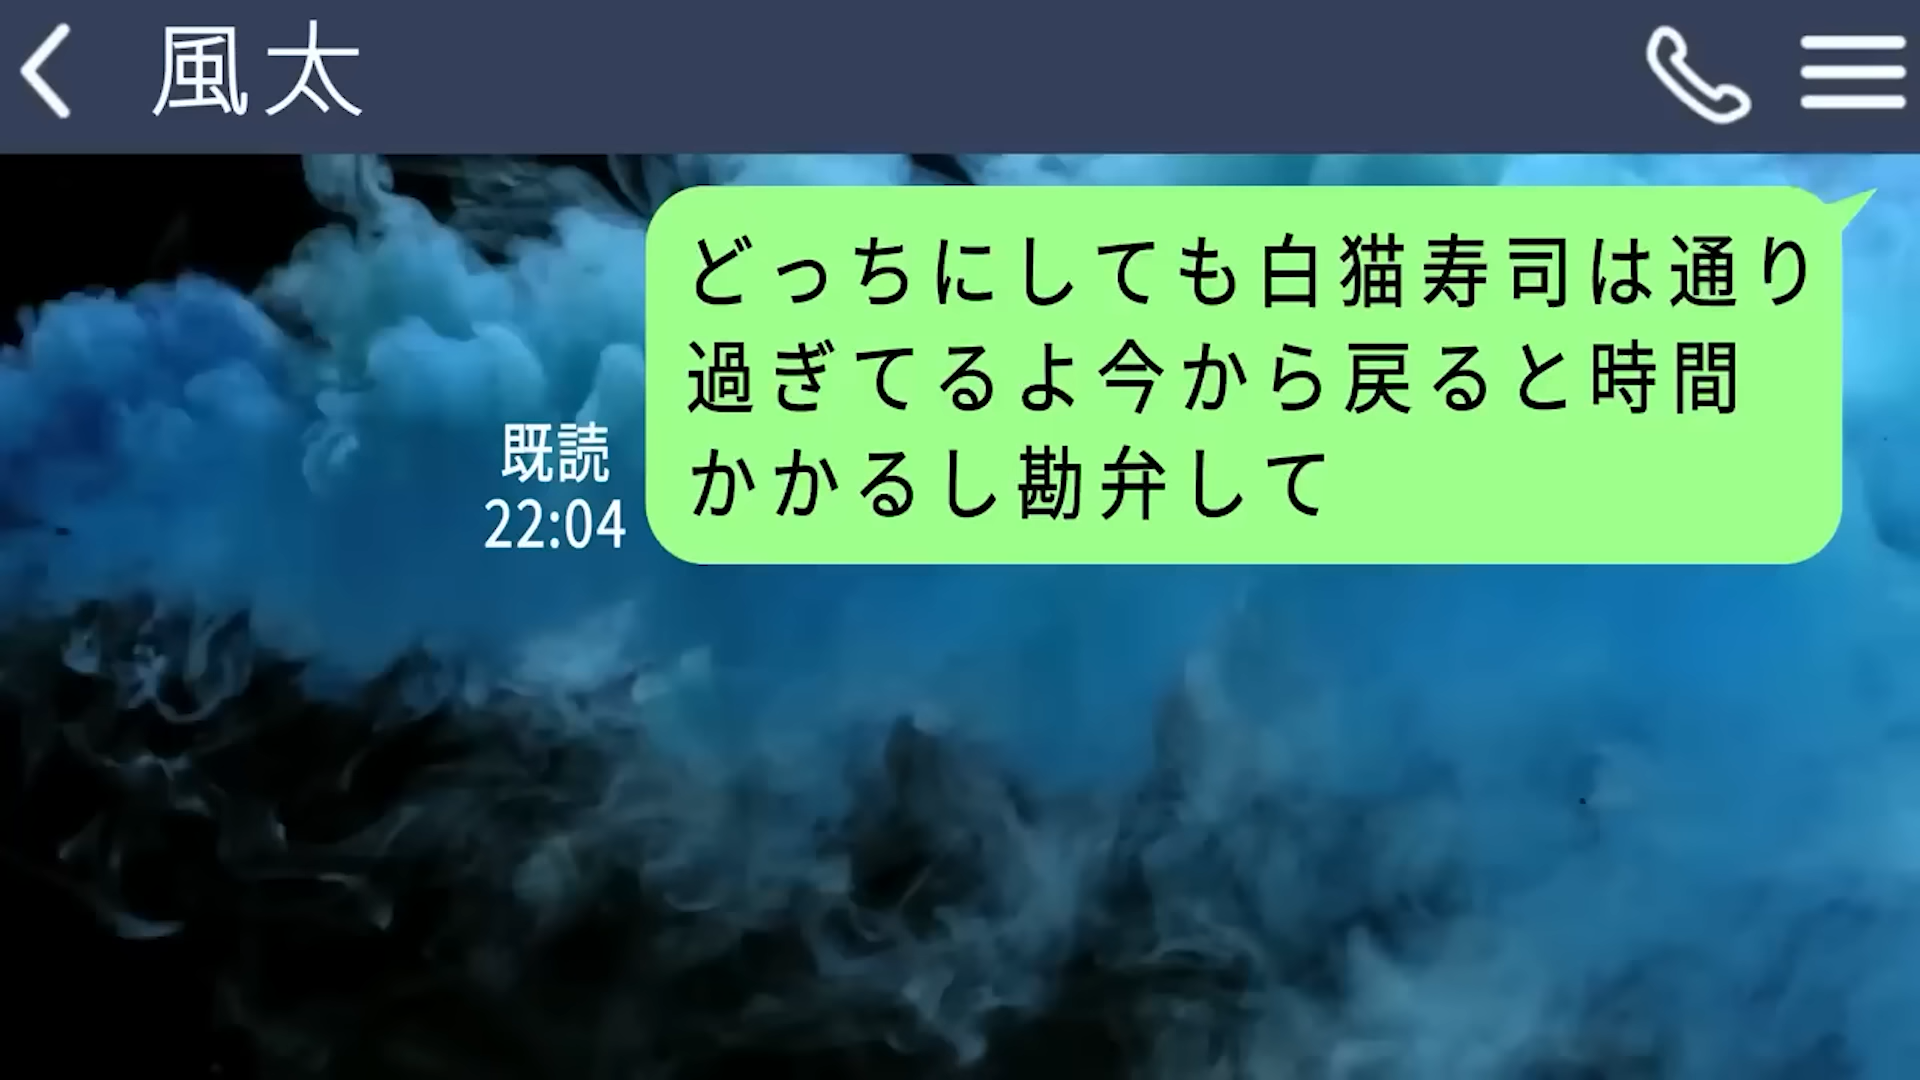 風太
どっちにしても白猫寿司は通り
過ぎてるよ今から戻ると時間
かかるし勘弁して
既読
22:04